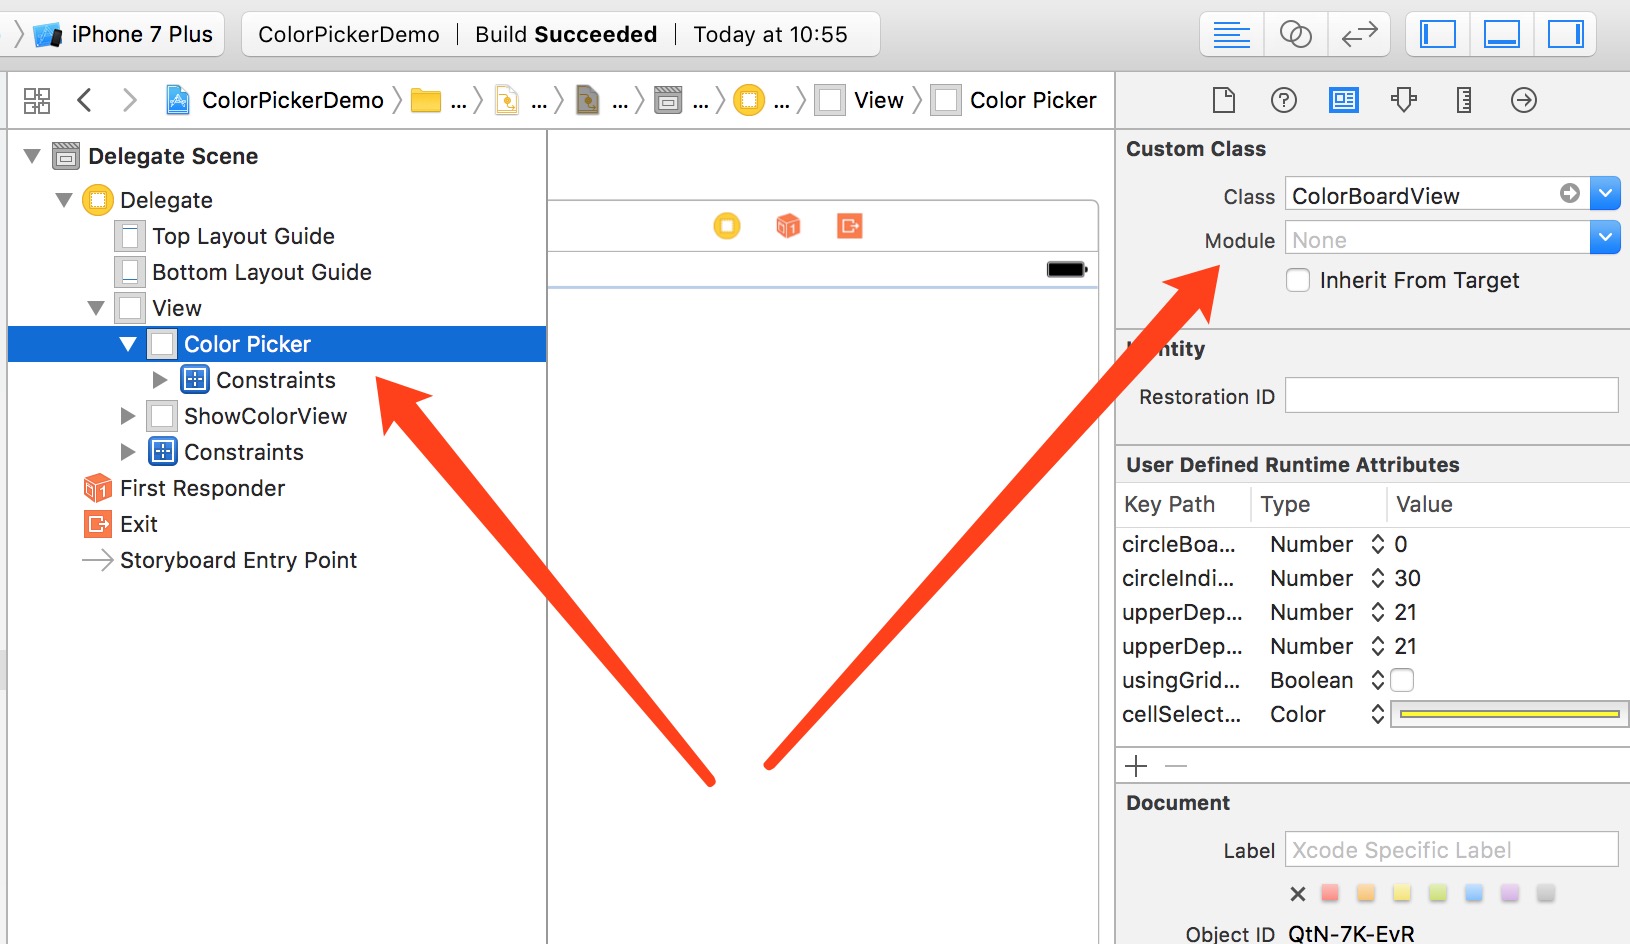 iPhone 7 Plus
ColorPickerDemo | Build Succeeded | Today at 10:55
ColorPickerDemo ... ... ... ... ... View Color Picker
Delegate Scene
Delegate
Top Layout Guide
Bottom Layout Guide
View
Color Picker
Constraints
ShowColorView
Constraints
First Responder
Exit
Storyboard Entry Point
Custom Class
Class ColorBoardView
Module None
Inherit From Target
Restoration ID
User Defined Runtime Attributes
Key Path Type Value
circleBoa... Number 0
circleIndi... Number 30
upperDep... Number 21
upperDep... Number 21
usingGrid... Boolean
cellSelect... Color
Document
Label Xcode Specific Label
Object ID QtN-7K-EvR